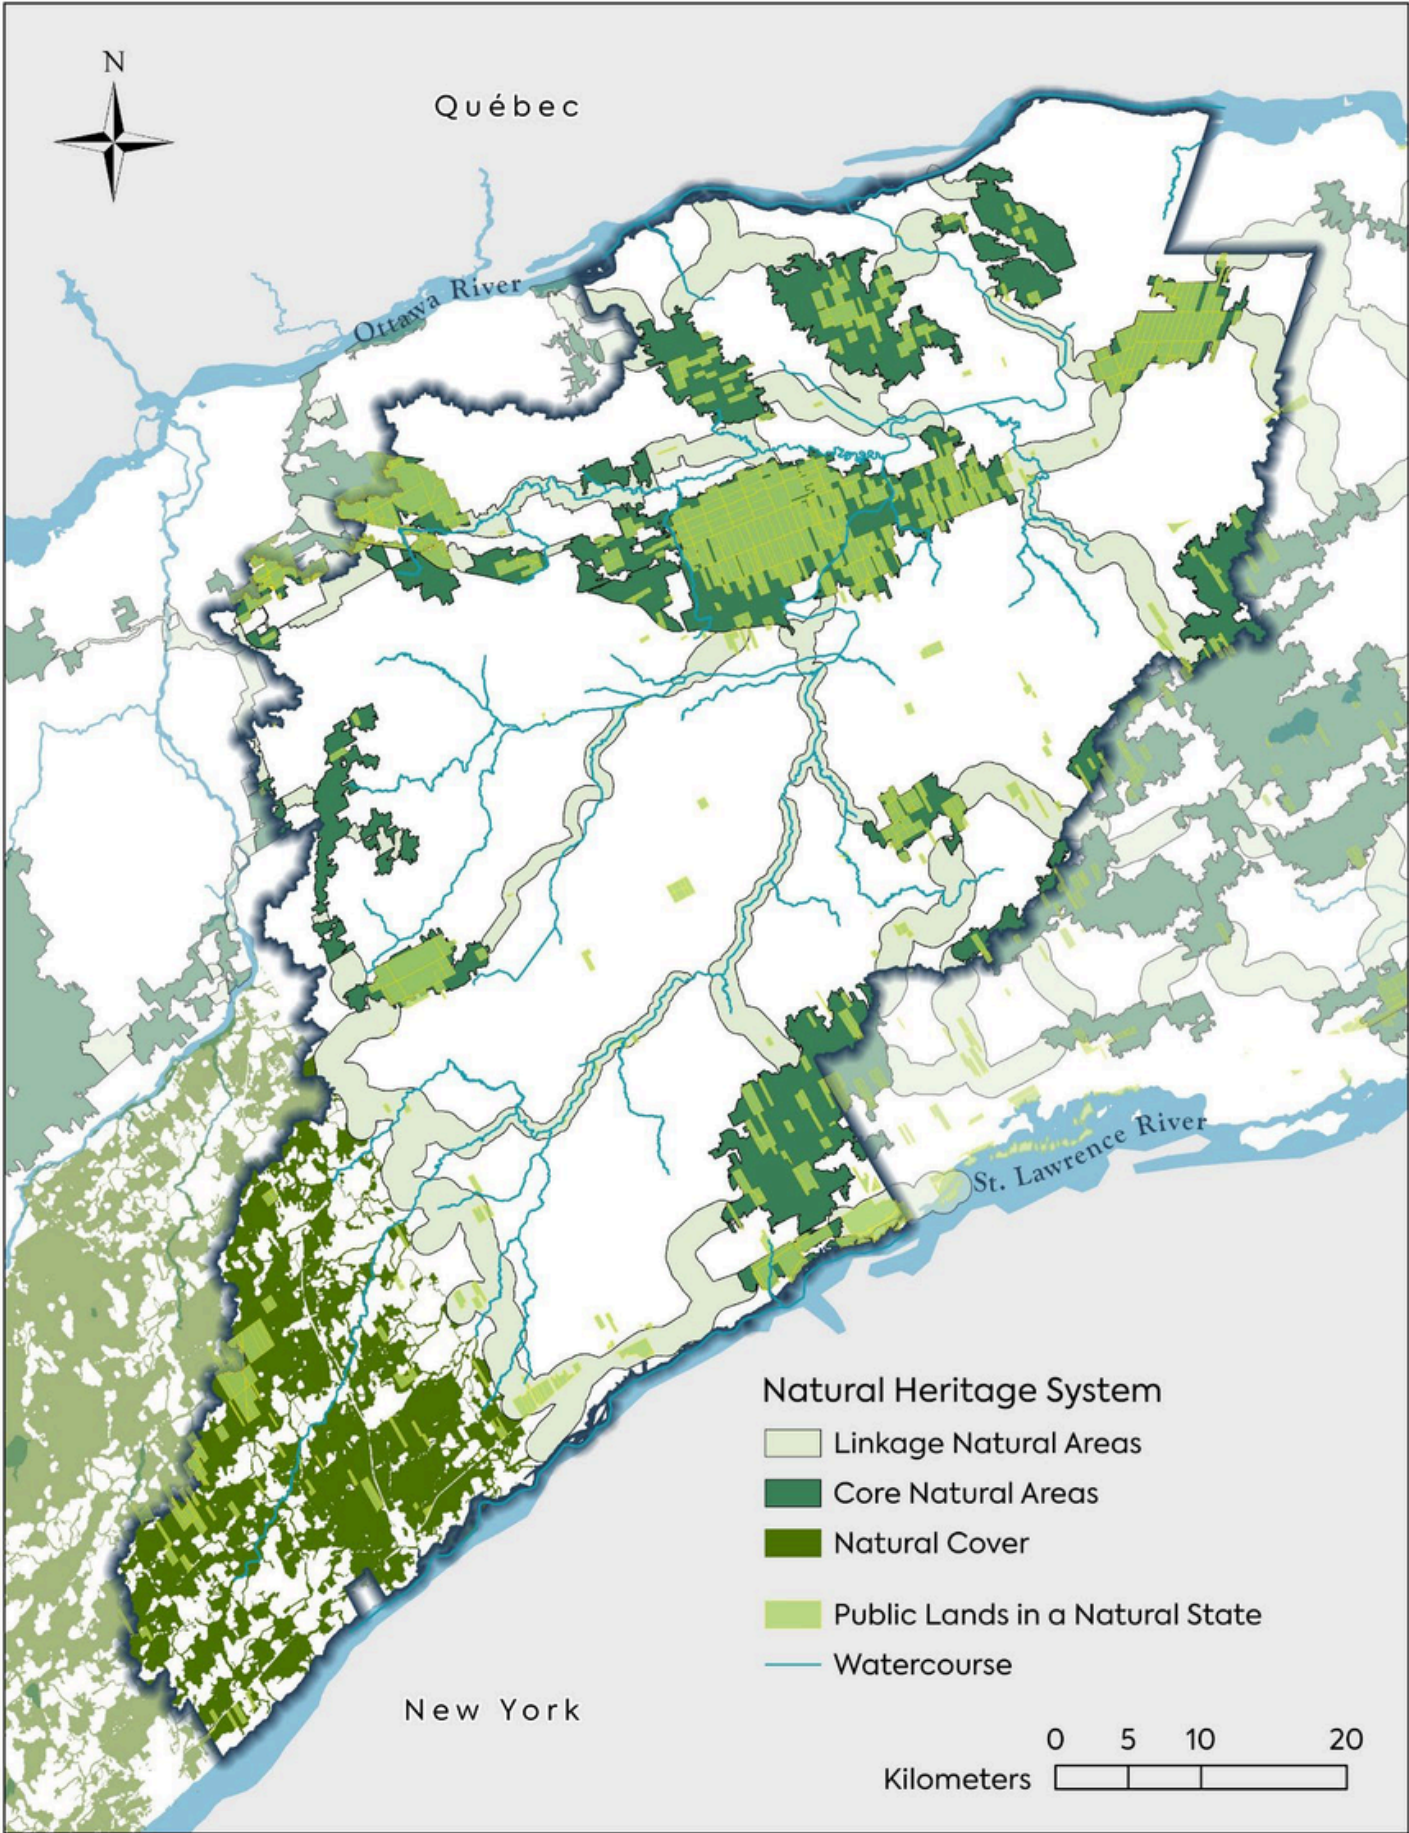 N
Québec
Ottawa River
St. Lawrence River
Natural Heritage System
Linkage Natural Areas
Core Natural Areas
Natural Cover
Public Lands in a Natural State
Watercourse
New York
0 5 10 20
Kilometers